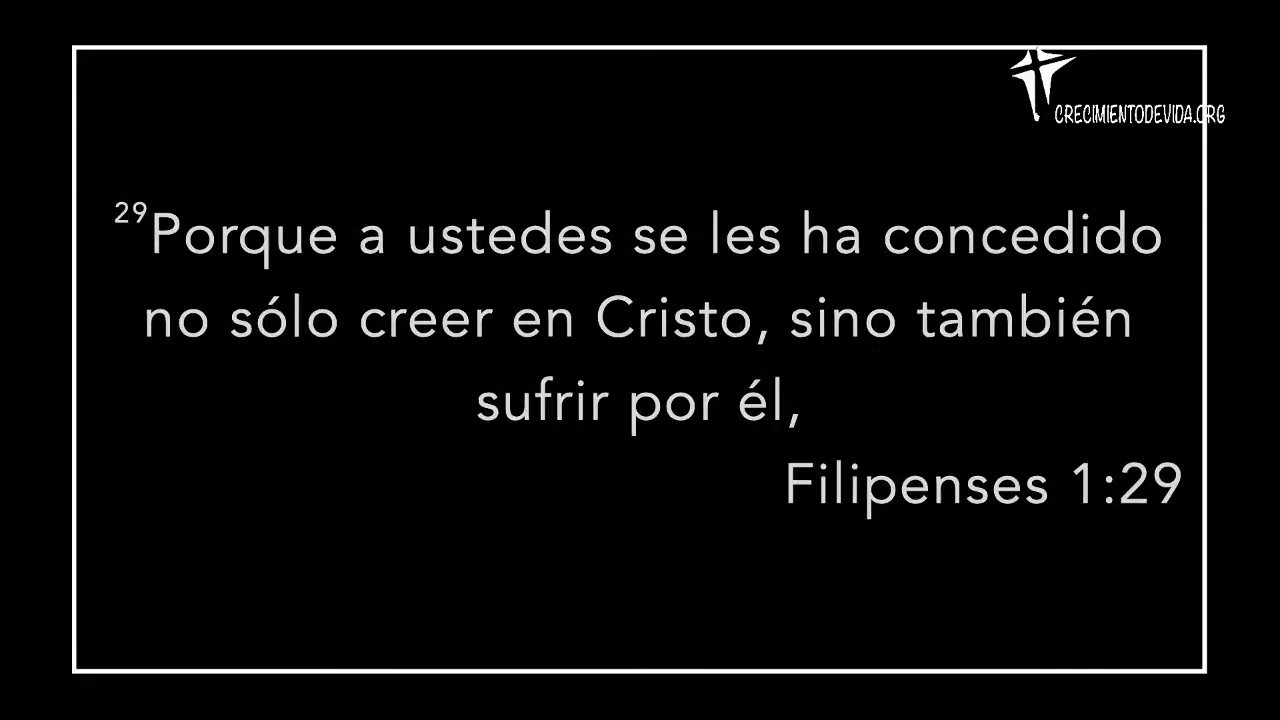 CRECIMIENTODEVIDA.ORG
29Porque a ustedes se les ha concedido
no sólo creer en Cristo, sino también
sufrir por él,
Filipenses 1:29